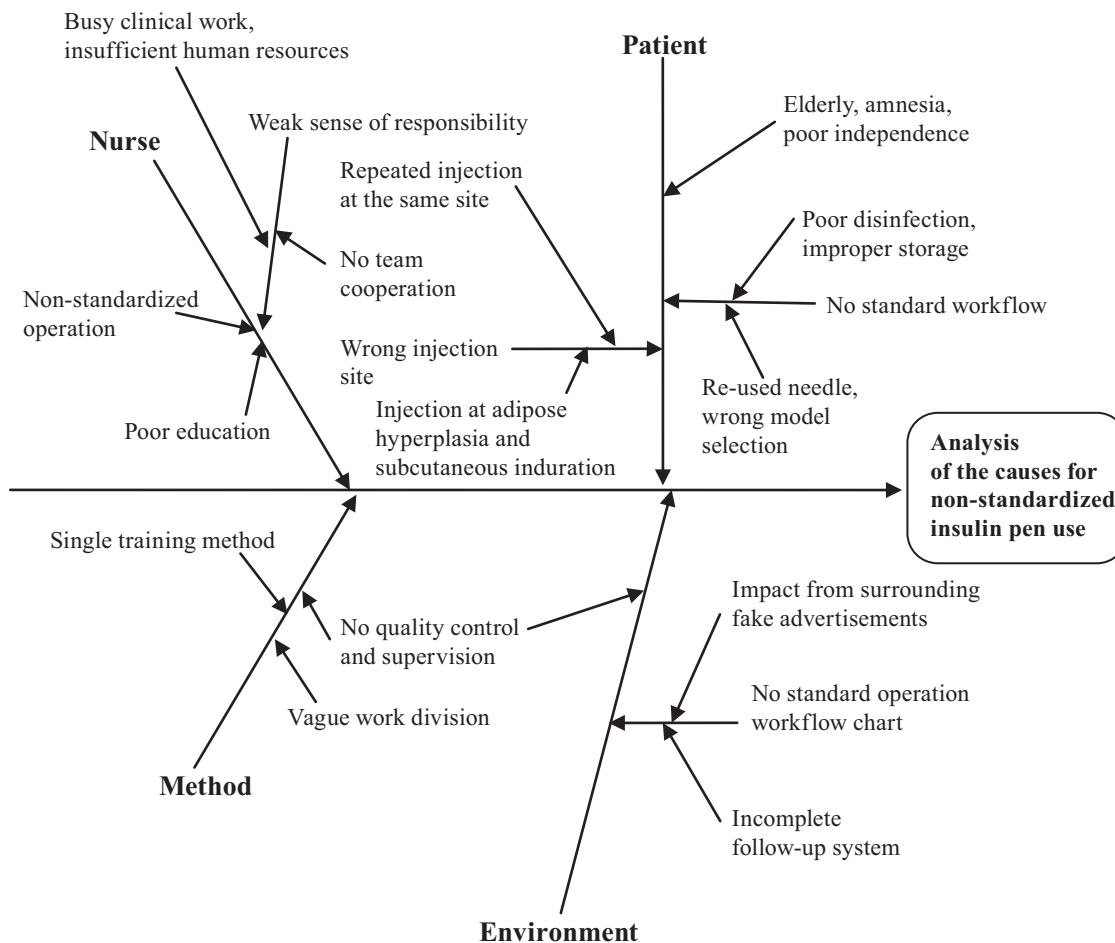 Busy clinical work,
insufficient human resources
Patient
Nurse
Weak sense of responsibility
Elderly, amnesia,
poor independence
Repeated injection
at the same site
Poor disinfection,
improper storage
No team
cooperation
Non-standardized
operation
No standard workflow
Wrong injection
site
Poor education
Injection at adipose
hyperplasia and
subcutaneous induration
Re-used needle,
wrong model
selection
Analysis
of the causes for
non-standardized
insulin pen use
Single training method
No quality control
and supervision
Impact from surrounding
fake advertisements
Vague work division
No standard operation
workflow chart
Method
Incomplete
follow-up system
Environment